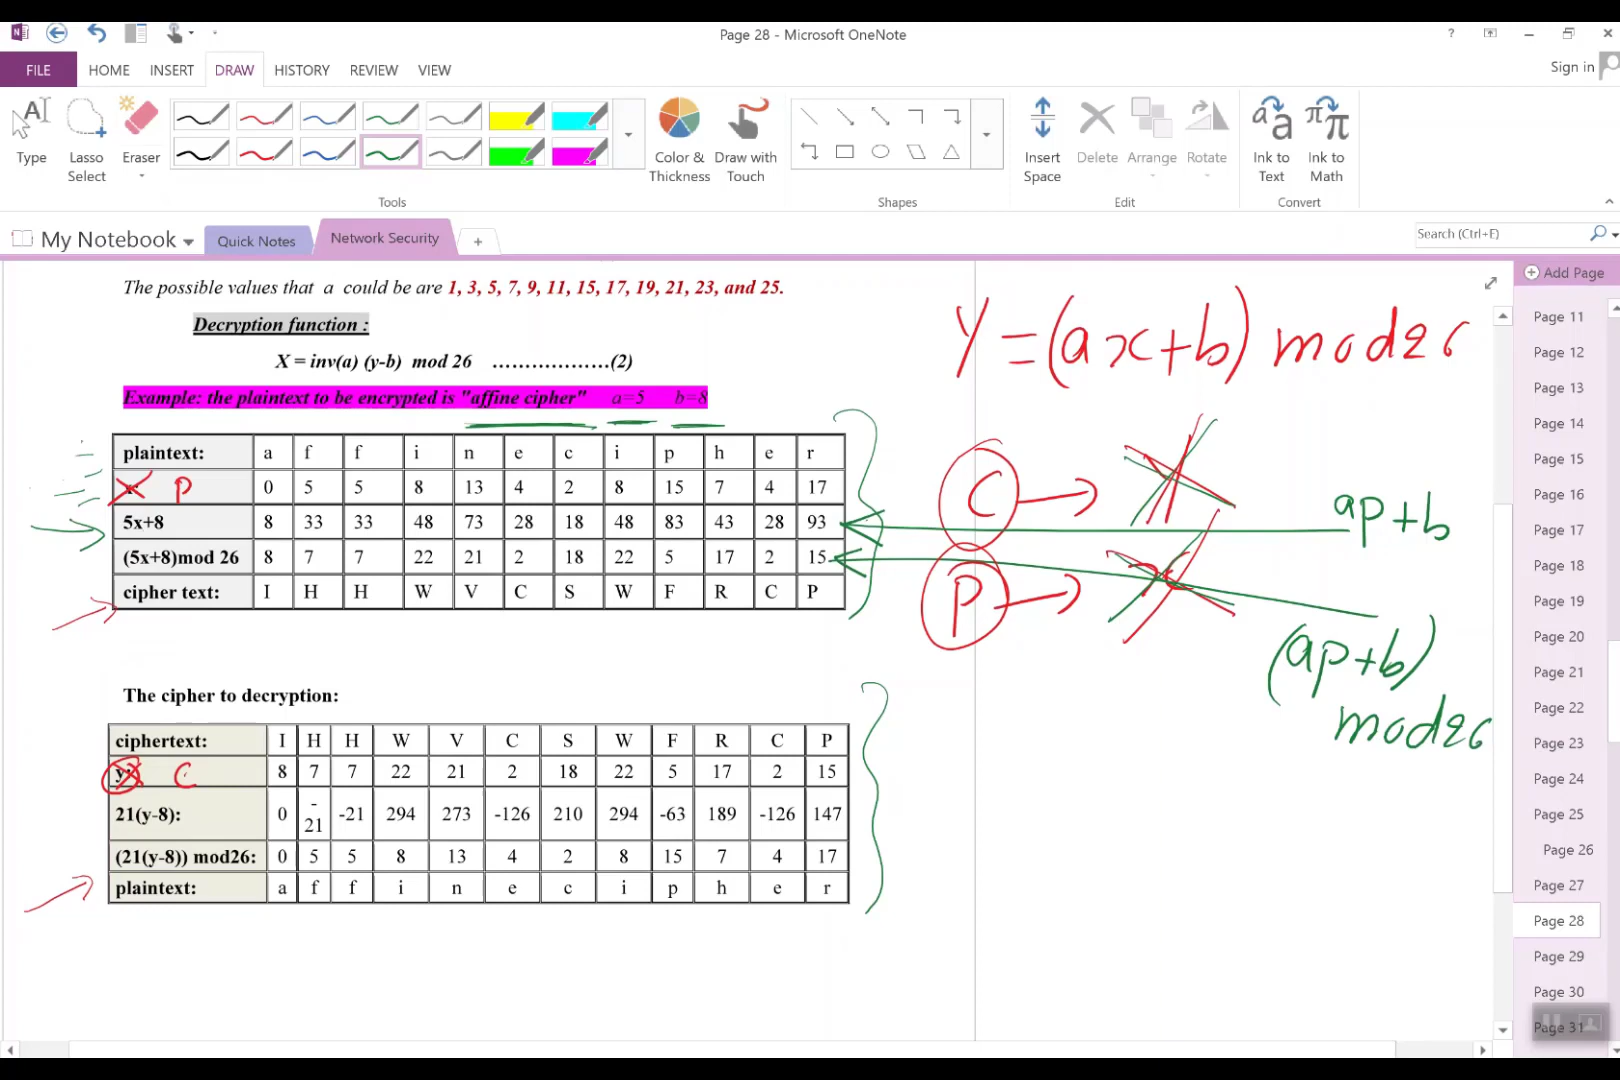 Page 28 - Microsoft OneNote
?
FILE HOME INSERT DRAW HISTORY REVIEW VIEW
Sign in
Type
Lasso Select
Eraser
Color & Thickness
Draw with Touch
Insert Space
Delete
Arrange
Rotate
Ink to Text
Ink to Math
Tools
Shapes
Edit
Convert
My Notebook
Quick Notes
Network Security
+
Search (Ctrl+E)
The possible values that a could be are 1, 3, 5, 7, 9, 11, 15, 17, 19, 21, 23, and 25.
Decryption function :
X = inv(a) (y-b) mod 26 ....................(2)
Example: the plaintext to be encrypted is "affine cipher" a=5 b=8
plaintext: a f f i n e c i p h e r
P 0 5 5 8 13 4 2 8 15 7 4 17
5x+8 8 33 33 48 73 28 18 48 83 43 28 93
(5x+8)mod 26 8 7 7 22 21 2 18 22 5 17 2 15
cipher text: I H H W V C S W F R C P
The cipher to decryption:
ciphertext: I H H W V C S W F R C P
y: C 8 7 7 22 21 2 18 22 5 17 2 15
21(y-8): 0 -21 -21 294 273 -126 210 294 -63 189 -126 147
(21(y-8)) mod26: 0 5 5 8 13 4 2 8 15 7 4 17
plaintext: a f f i n e c i p h e r
Y = (ax+b) mod26
C
P
ap+b
(ap+b)
mod26
Add Page
Page 11
Page 12
Page 13
Page 14
Page 15
Page 16
Page 17
Page 18
Page 19
Page 20
Page 21
Page 22
Page 23
Page 24
Page 25
Page 26
Page 27
Page 28
Page 29
Page 30
Page 31